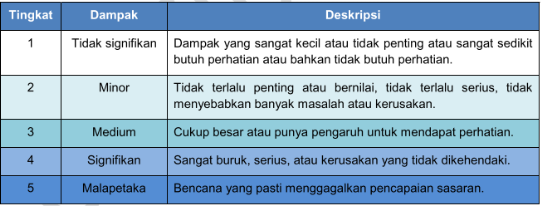 Tingkat Dampak Deskripsi
1 Tidak signifikan Dampak yang sangat kecil atau tidak penting atau sangat sedikit
butuh perhatian atau bahkan tidak butuh perhatian.
2 Minor Tidak terlalu penting atau bernilai, tidak terlalu serius, tidak
menyebabkan banyak masalah atau kerusakan.
3 Medium Cukup besar atau punya pengaruh untuk mendapat perhatian.
4 Signifikan Sangat buruk, serius, atau kerusakan yang tidak dikehendaki.
5 Malapetaka Bencana yang pasti menggagalkan pencapaian sasaran.